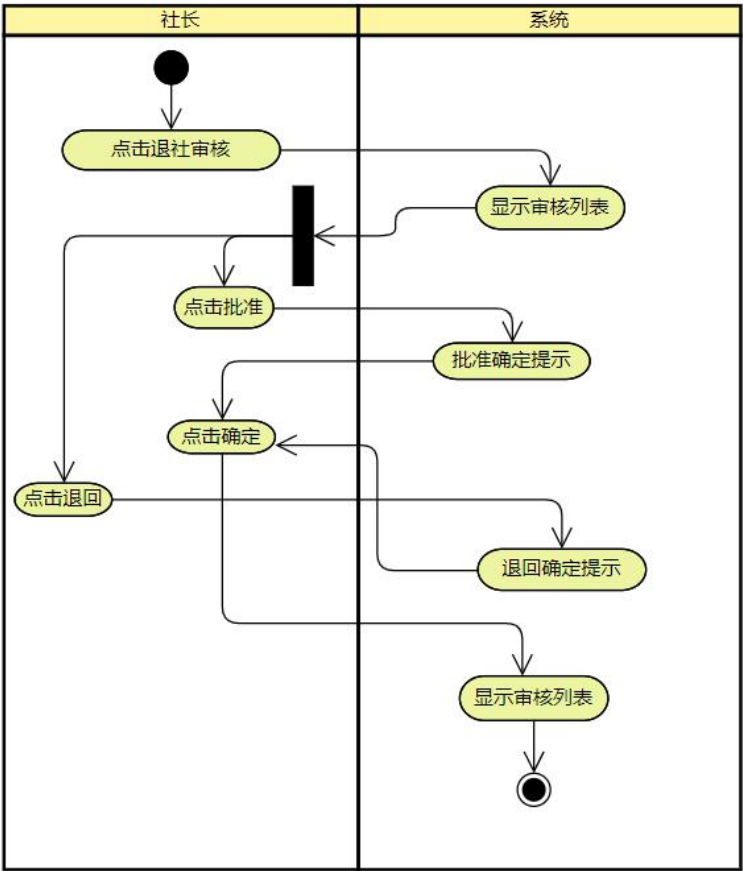 社长
系统
点击退社审核
显示审核列表
点击批准
批准确定提示
点击确定
点击退回
退回确定提示
显示审核列表